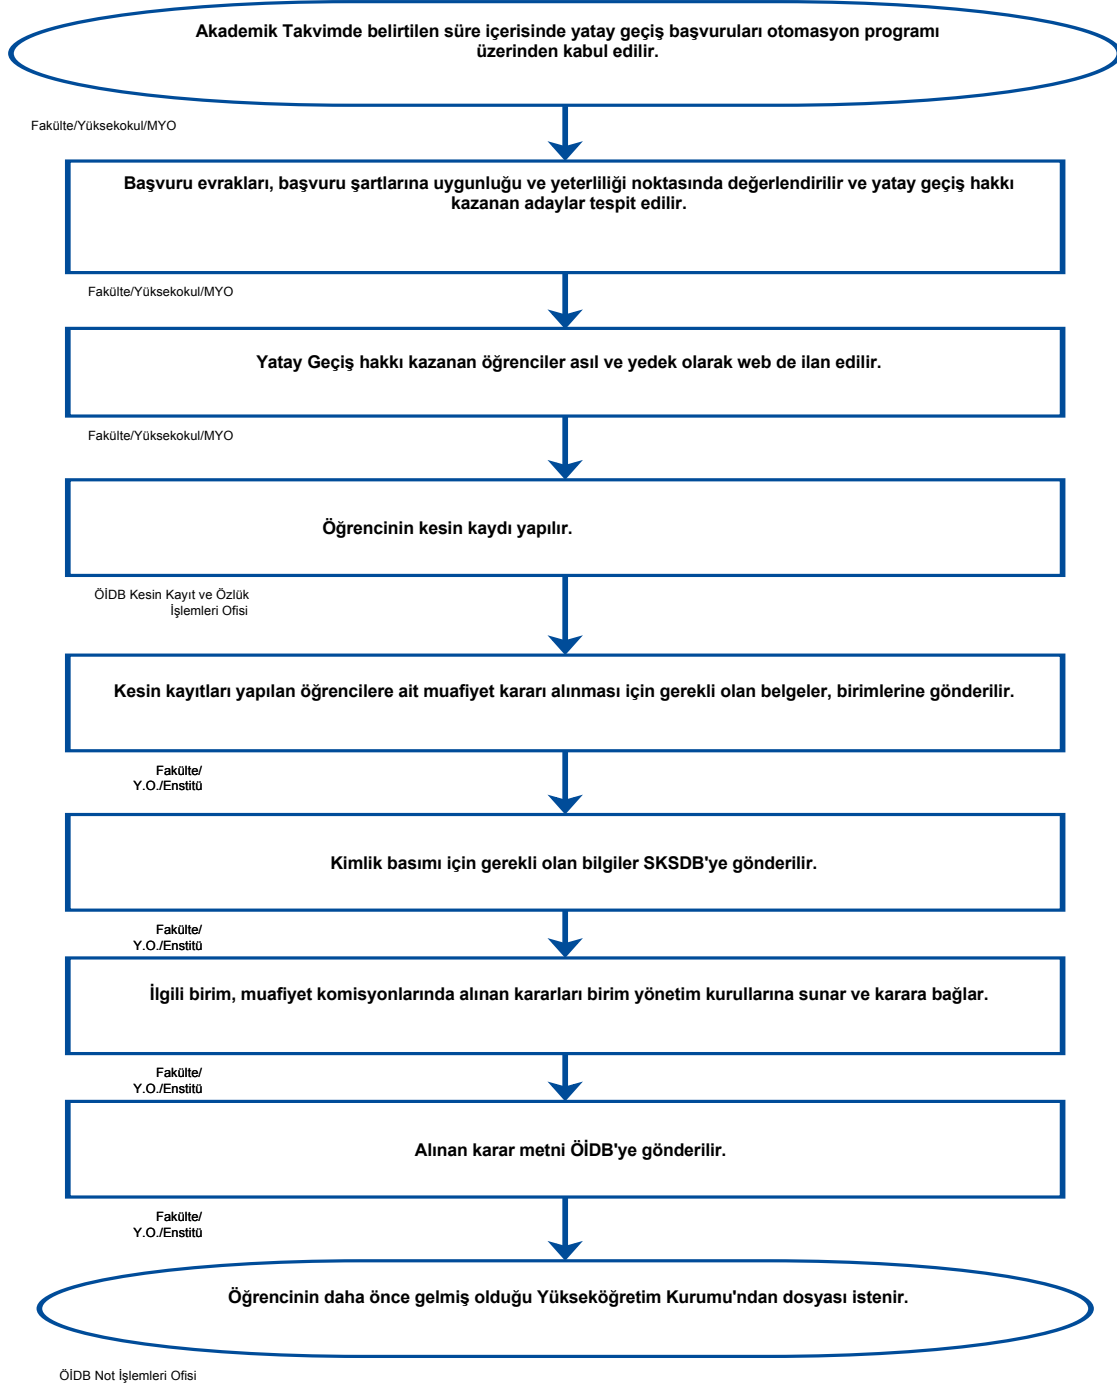 Akademik Takvimde belirtilen süre içerisinde yatay geçiş başvuruları otomasyon programı
üzerinden kabul edilir.
Fakülte/Yüksekokul/MYO
Başvuru evrakları, başvuru şartlarına uygunluğu ve yeterliliği noktasında değerlendirilir ve yatay geçiş hakkı
kazanan adaylar tespit edilir.
Fakülte/Yüksekokul/MYO
Yatay Geçiş hakkı kazanan öğrenciler asıl ve yedek olarak web de ilan edilir.
Fakülte/Yüksekokul/MYO
Öğrencinin kesin kaydı yapılır.
ÖİDB Kesin Kayıt ve Özlük
İşlemleri Ofisi
Kesin kayıtları yapılan öğrencilere ait muafiyet kararı alınması için gerekli olan belgeler, birimlerine gönderilir.
Fakülte/
Y.O./Enstitü
Kimlik basımı için gerekli olan bilgiler SKSDB'ye gönderilir.
Fakülte/
Y.O./Enstitü
İlgili birim, muafiyet komisyonlarında alınan kararları birim yönetim kurullarına sunar ve karara bağlar.
Fakülte/
Y.O./Enstitü
Alınan karar metni ÖİDB'ye gönderilir.
Fakülte/
Y.O./Enstitü
Öğrencinin daha önce gelmiş olduğu Yükseköğretim Kurumu'ndan dosyası istenir.
ÖİDB Not İşlemleri Ofisi